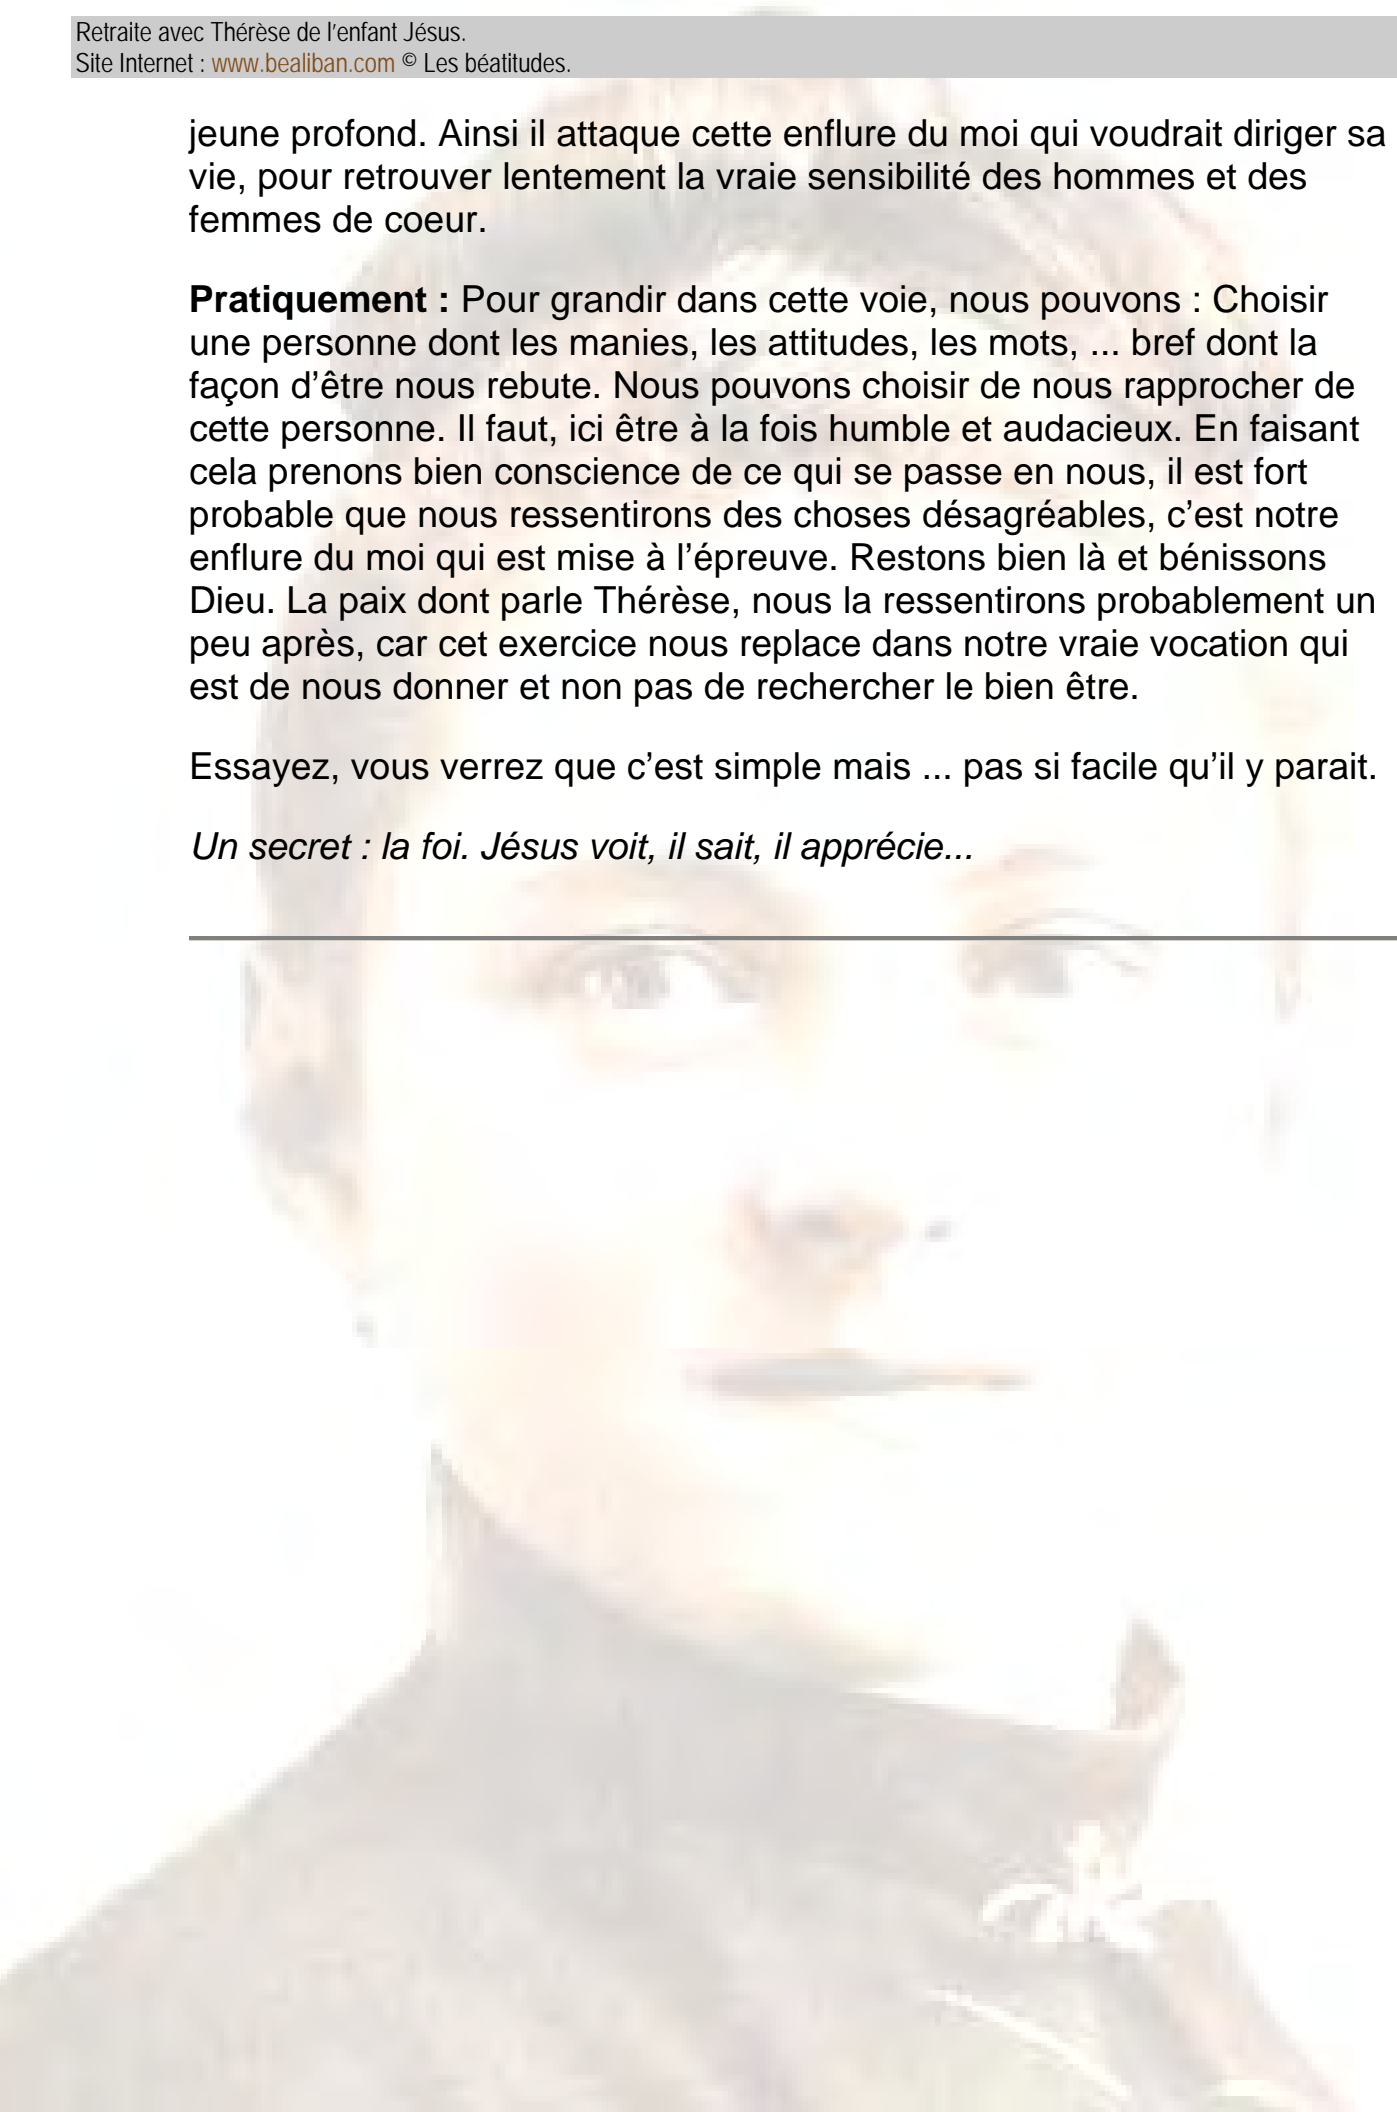 Retraite avec Thérèse de l'enfant Jésus.
Site Internet : www.bealiban.com © Les béatitudes.
jeune profond. Ainsi il attaque cette enflure du moi qui voudrait diriger sa
vie, pour retrouver lentement la vraie sensibilité des hommes et des
femmes de coeur.
Pratiquement : Pour grandir dans cette voie, nous pouvons : Choisir
une personne dont les manies, les attitudes, les mots, ... bref dont la
façon d’être nous rebute. Nous pouvons choisir de nous rapprocher de
cette personne. Il faut, ici être à la fois humble et audacieux. En faisant
cela prenons bien conscience de ce qui se passe en nous, il est fort
probable que nous ressentirons des choses désagréables, c’est notre
enflure du moi qui est mise à l’épreuve. Restons bien là et bénissons
Dieu. La paix dont parle Thérèse, nous la ressentirons probablement un
peu après, car cet exercice nous replace dans notre vraie vocation qui
est de nous donner et non pas de rechercher le bien être.
Essayez, vous verrez que c’est simple mais ... pas si facile qu’il y parait.
Un secret : la foi. Jésus voit, il sait, il apprécie...